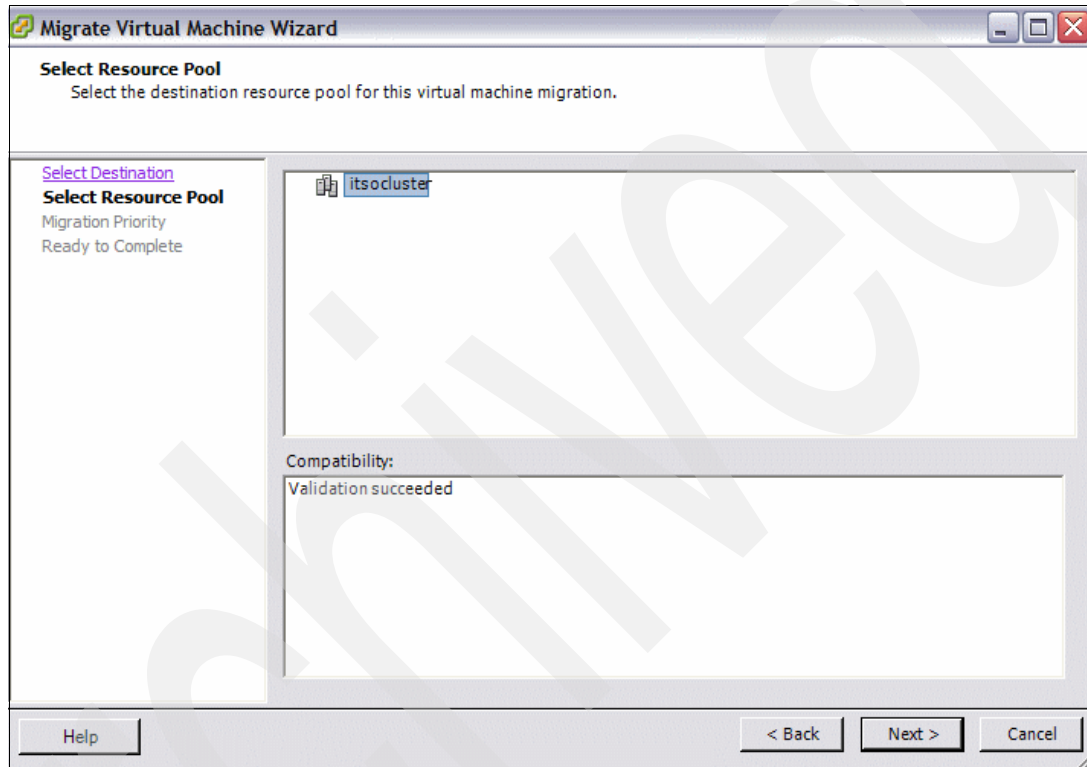 Migrate Virtual Machine Wizard
Select Resource Pool
Select the destination resource pool for this virtual machine migration.
Select Destination
Select Resource Pool
Migration Priority
Ready to Complete
itsocluster
Compatibility:
Validation succeeded
Help
< Back
Next >
Cancel